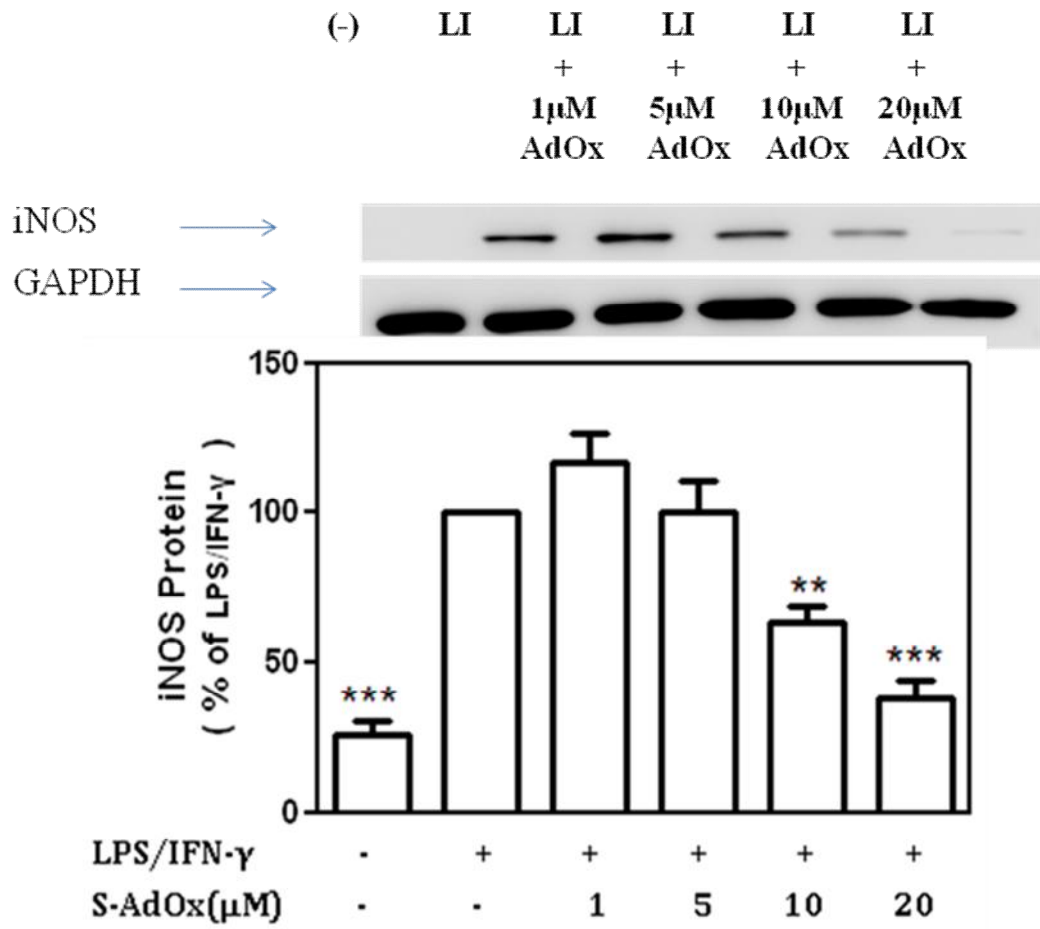 (-) LI LI LI LI LI
+ + + +
1μM 5μM 10μM 20μM
AdOx AdOx AdOx AdOx
iNOS
GAPDH
150
100
50
0
iNOS Protein
( % of LPS/IFN-γ )
*** ** ***
LPS/IFN-γ - + + + + +
S-AdOx(μM) - - 1 5 10 20